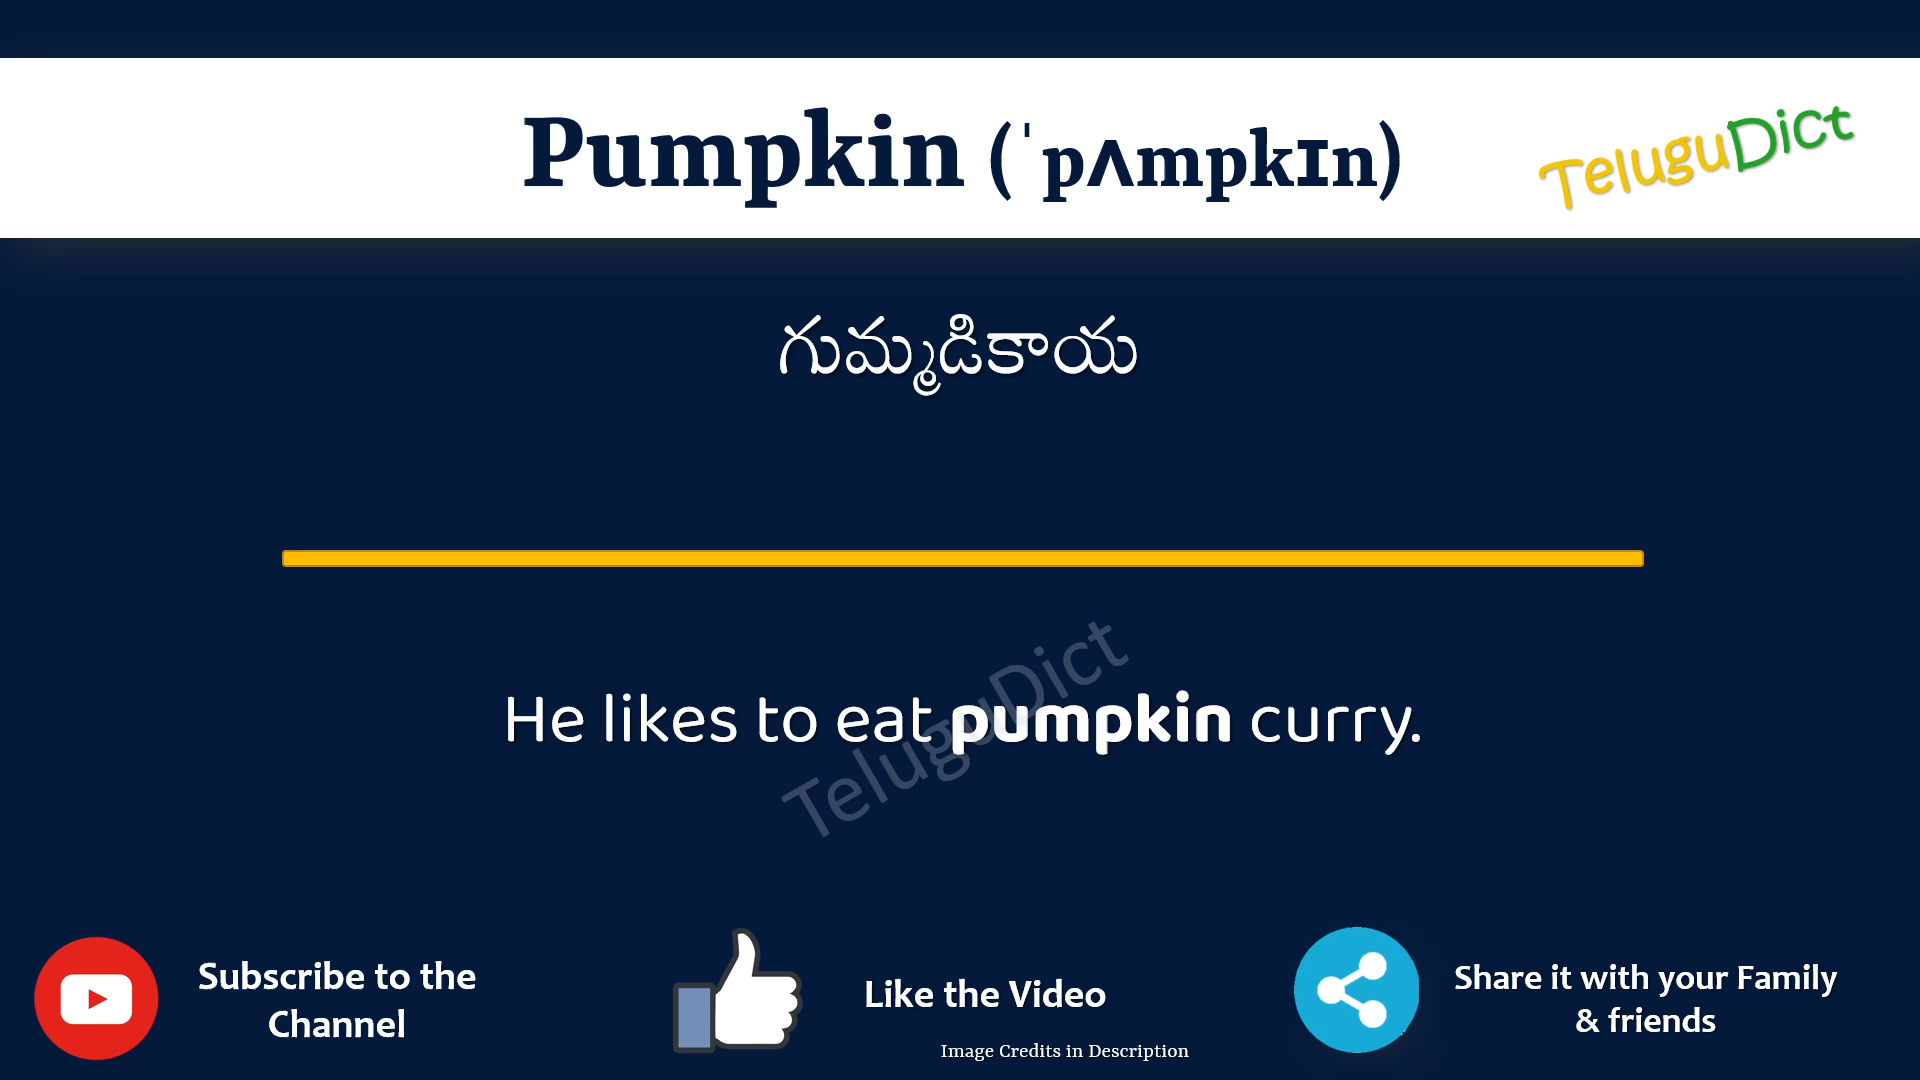 Pumpkin (ˈpʌmpkɪn)
TeluguDict
గుమ్మడికాయ
He likes to eat pumpkin curry.
TeluguDict
Subscribe to the
Channel
Like the Video
Share it with your Family
& friends
Image Credits in Description